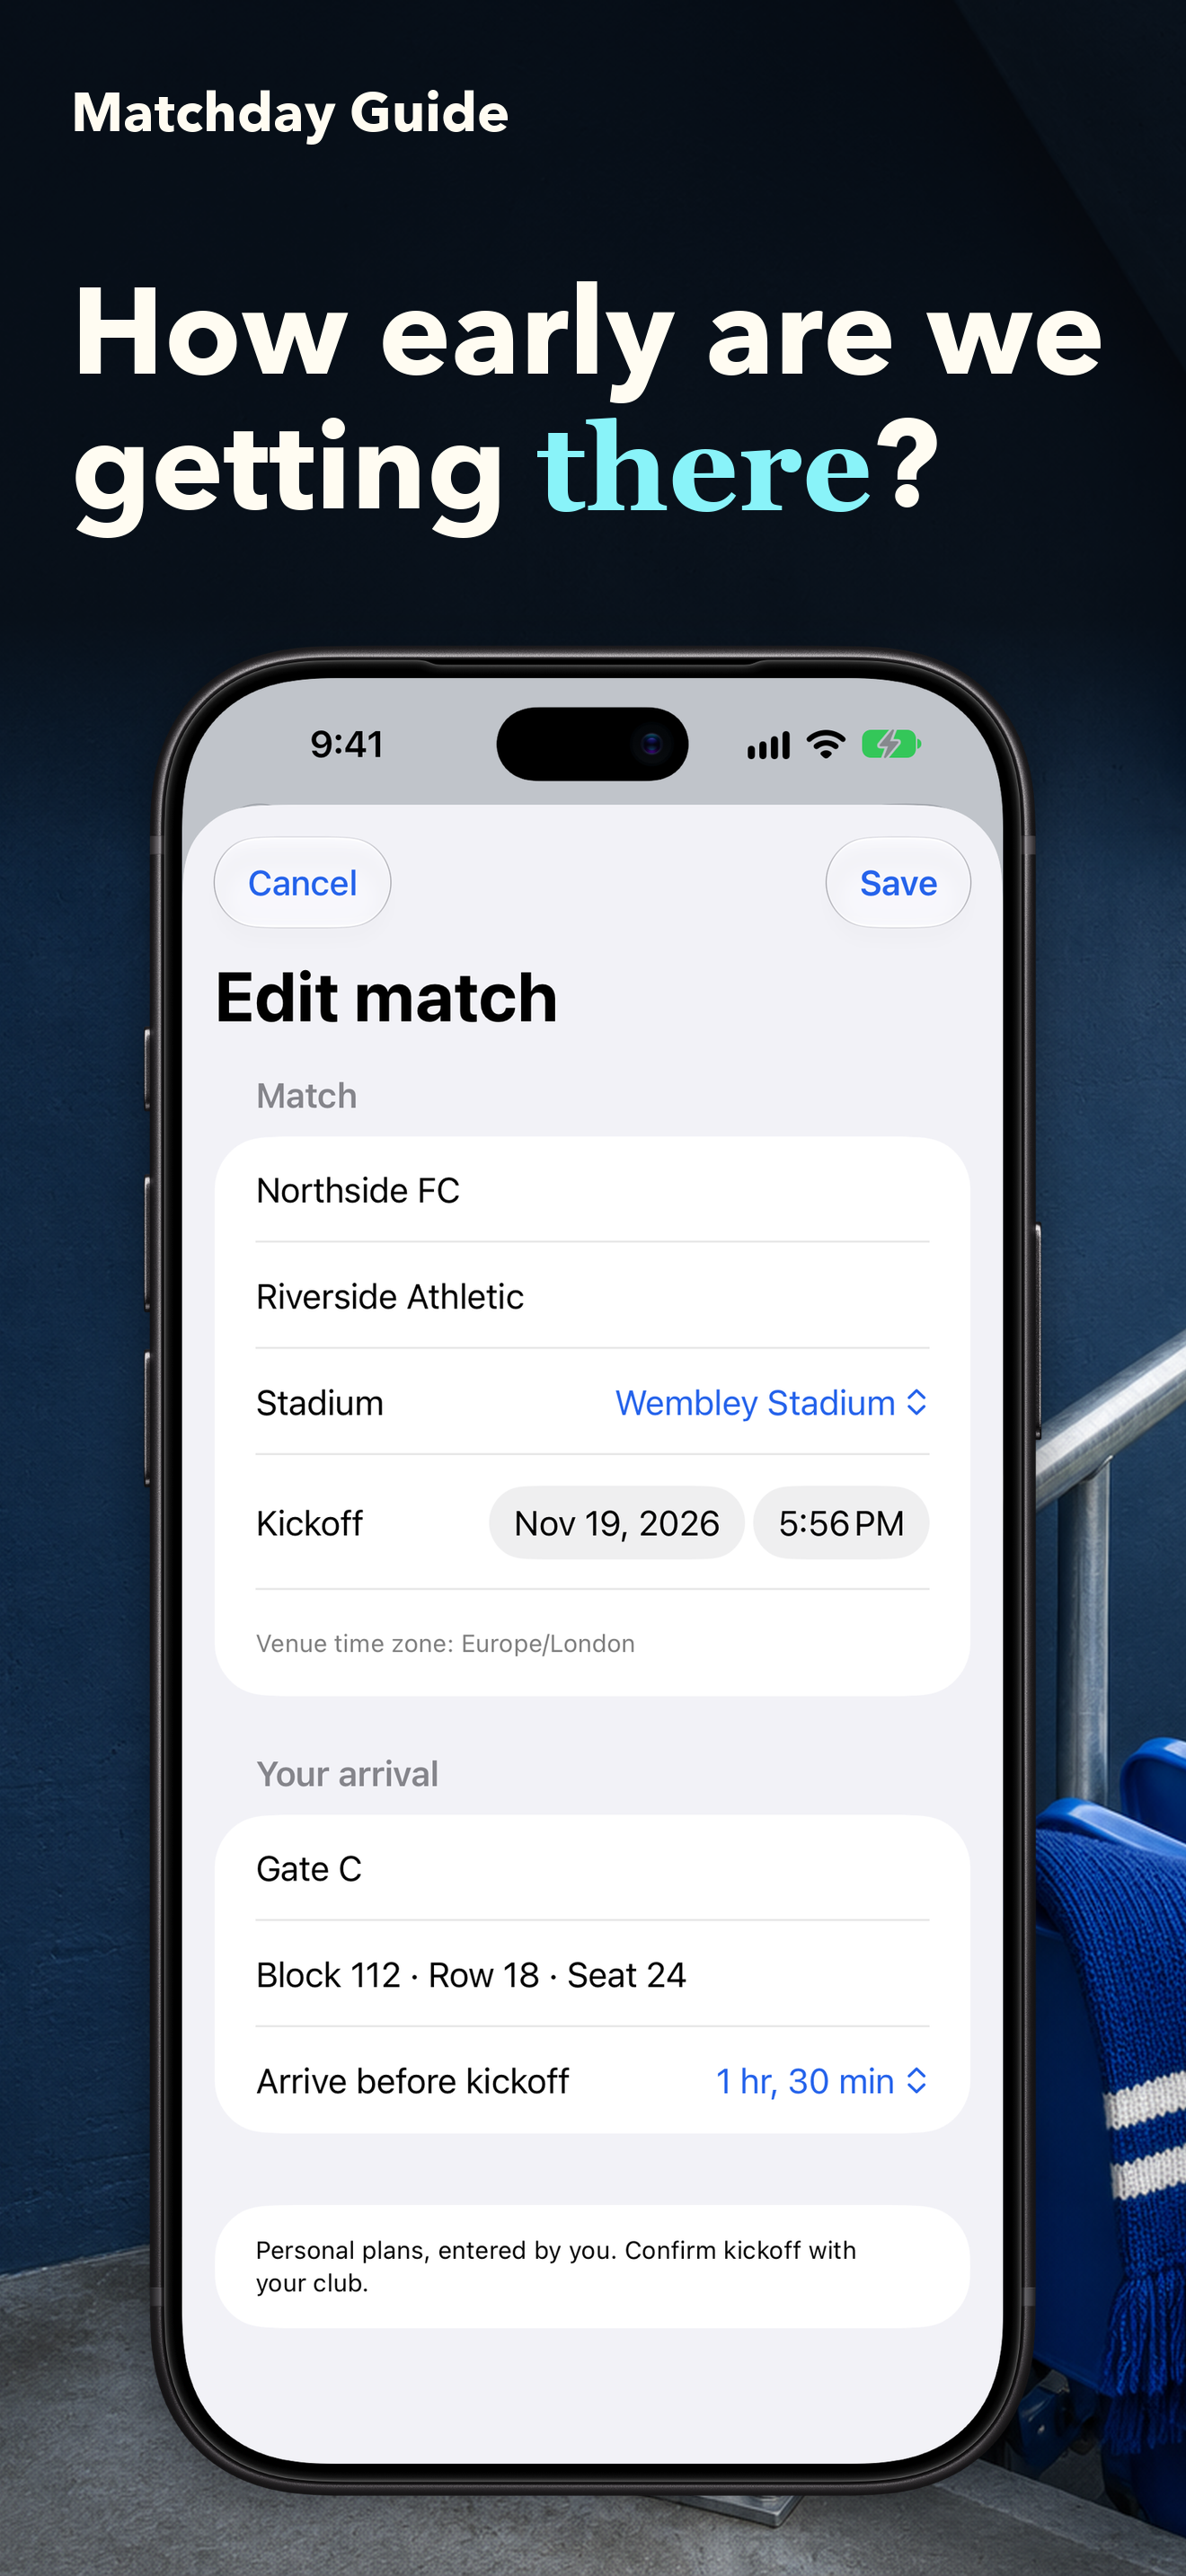 Matchday Guide
How early are we
getting there?
9:41
Cancel
Save
Edit match
Match
Northside FC
Riverside Athletic
Stadium Wembley Stadium
Kickoff Nov 19, 2026 5:56 PM
Venue time zone: Europe/London
Your arrival
Gate C
Block 112 · Row 18 · Seat 24
Arrive before kickoff 1 hr, 30 min
Personal plans, entered by you. Confirm kickoff with
your club.